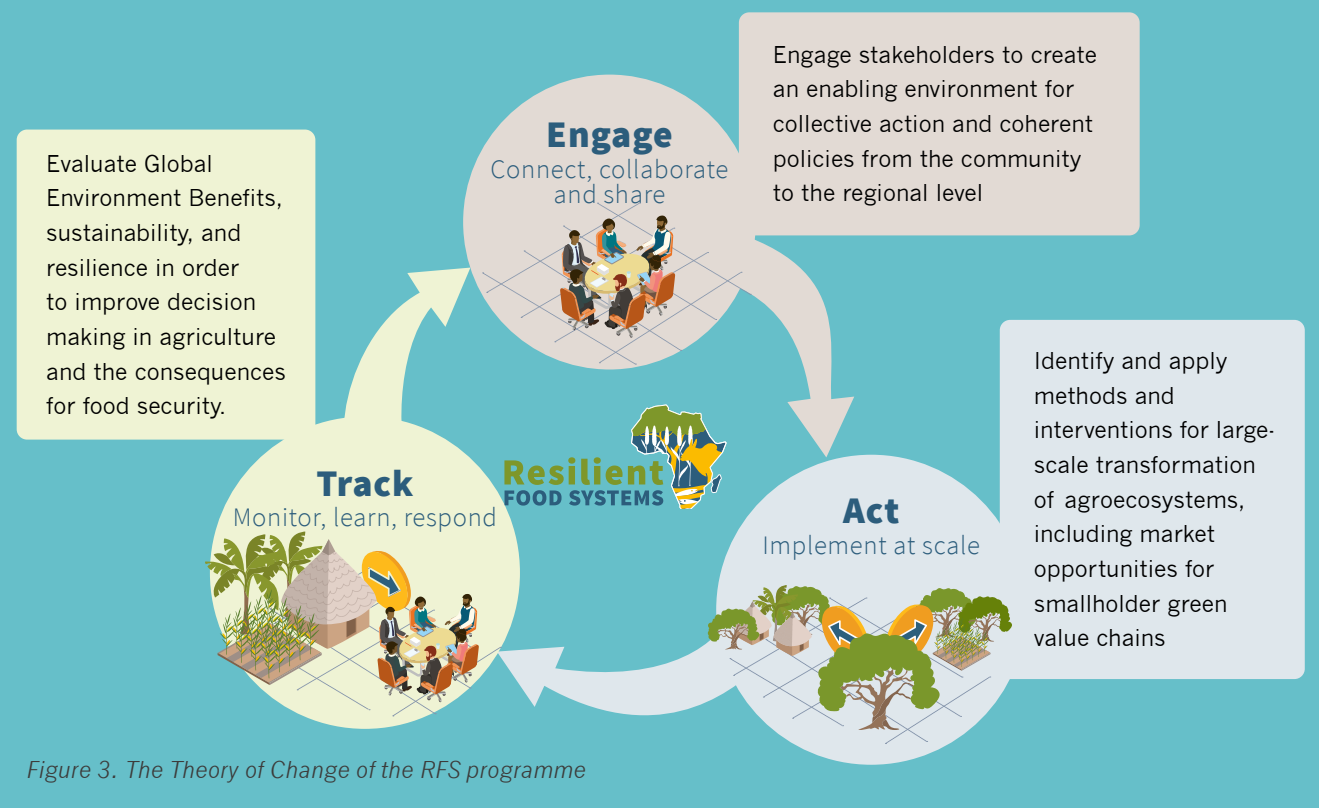 Engage
Connect, collaborate
and share
Engage stakeholders to create
an enabling environment for
collective action and coherent
policies from the community
to the regional level
Evaluate Global
Environment Benefits,
sustainability, and
resilience in order
to improve decision
making in agriculture
and the consequences
for food security.
Identify and apply
methods and
interventions for large-
scale transformation
of agroecosystems,
including market
opportunities for
smallholder green
value chains
Resilient
FOOD SYSTEMS
Track
Monitor, learn, respond
Act
Implement at scale
Figure 3. The Theory of Change of the RFS programme